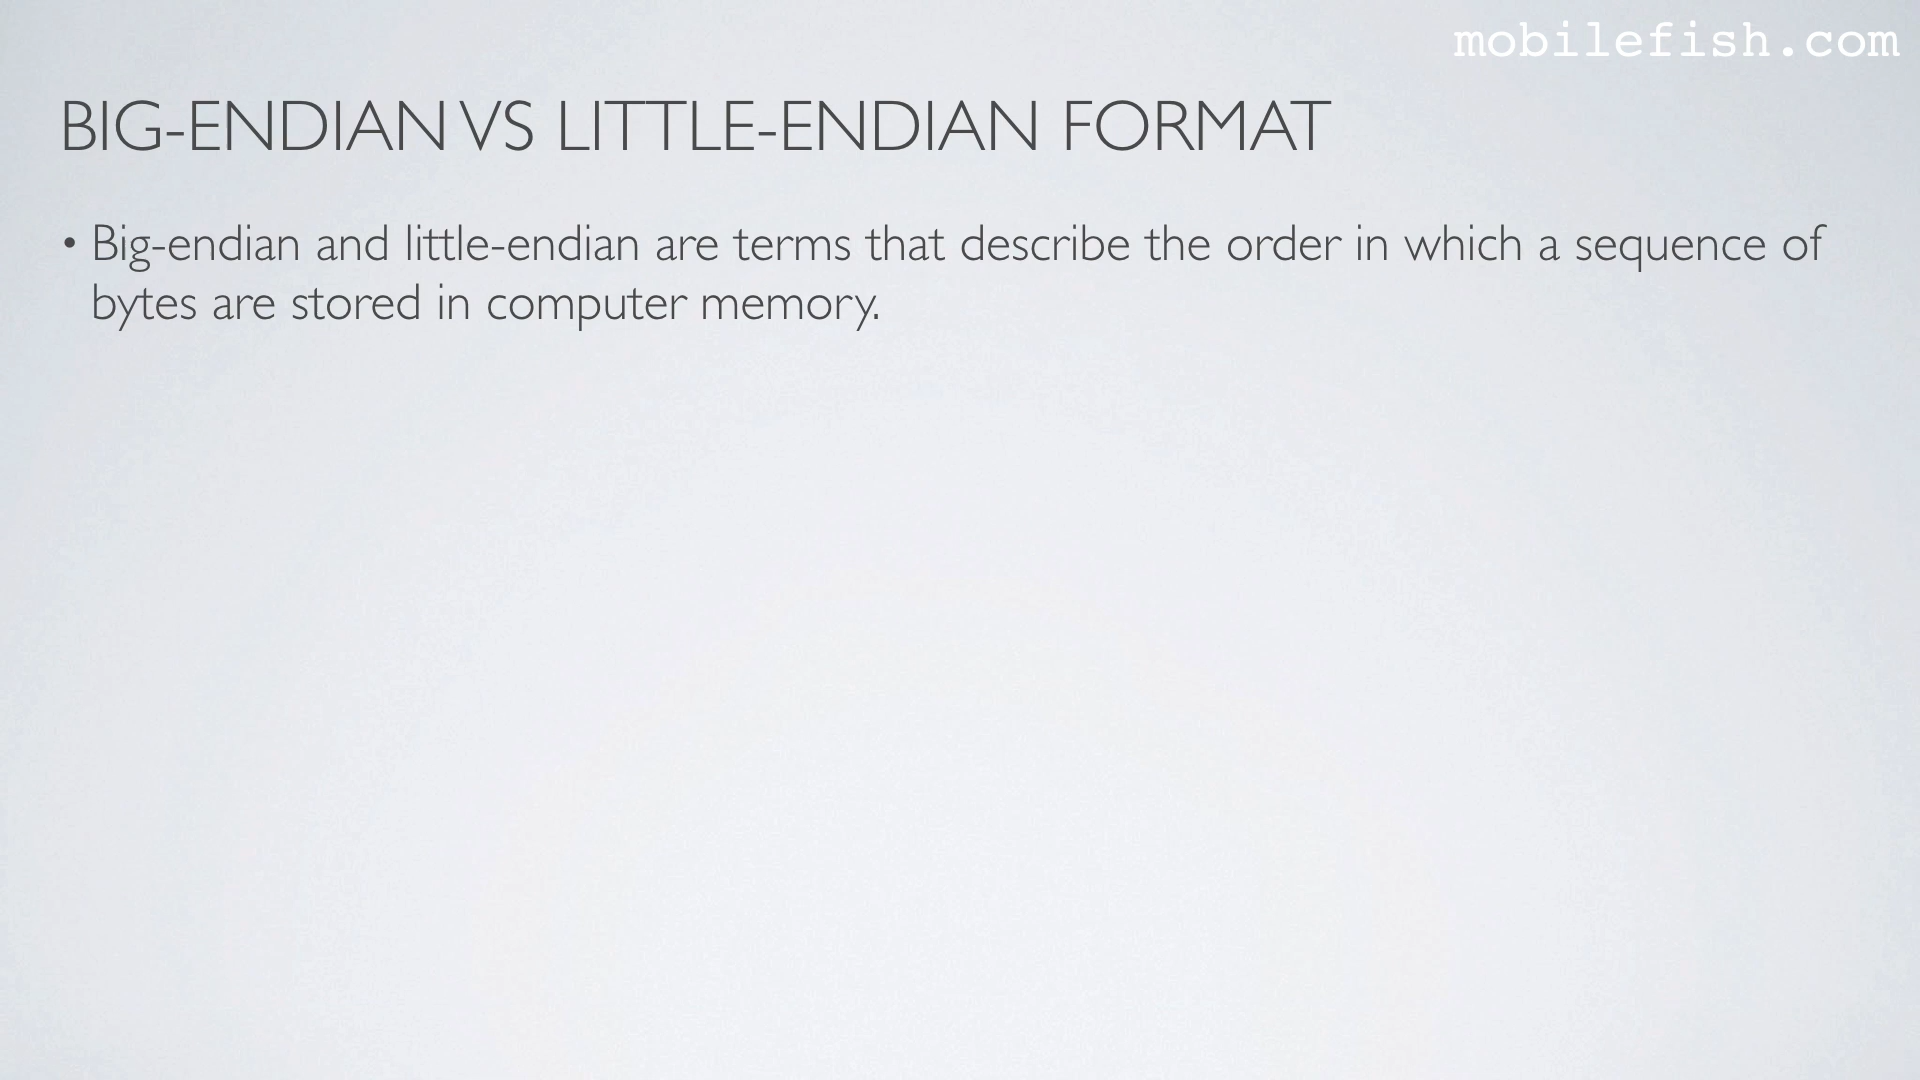 mobilefish.com
BIG-ENDIAN VS LITTLE-ENDIAN FORMAT
• Big-endian and little-endian are terms that describe the order in which a sequence of
bytes are stored in computer memory.